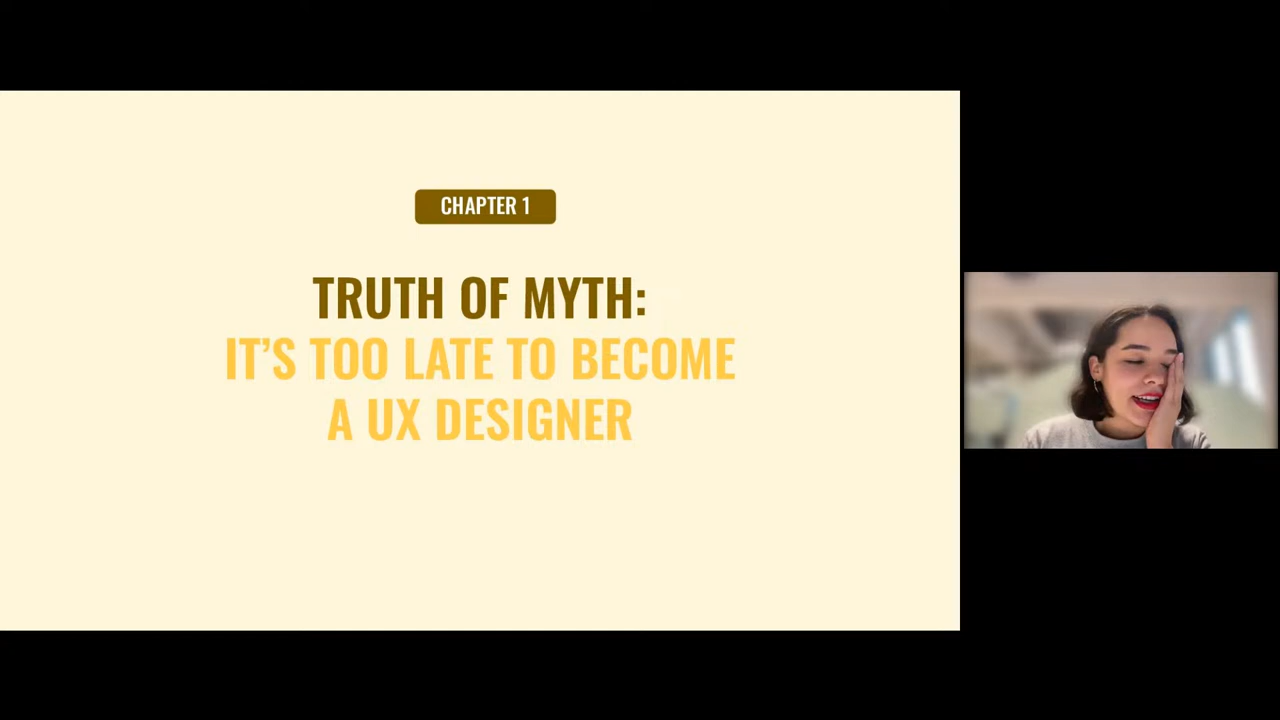 CHAPTER 1
TRUTH OF MYTH:
IT’S TOO LATE TO BECOME
A UX DESIGNER